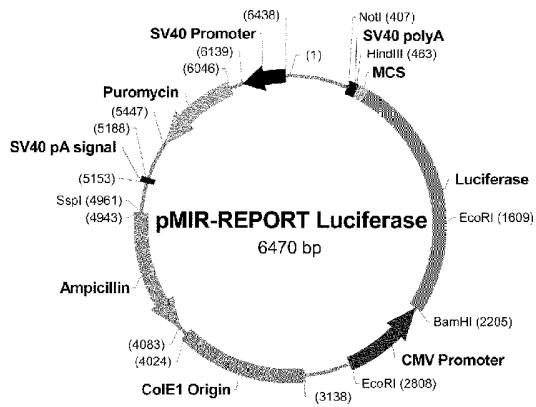 (6438)
NotI (407)
SV40 Promoter
(1)
SV40 polyA
(6139)
HindIII (463)
(6046)
MCS
Puromycin
(5447)
(5188)
SV40 pA signal
Luciferase
(5153)
SspI (4961)
pMIR-REPORT Luciferase
EcoRI (1609)
(4943)
6470 bp
Ampicillin
BamHI (2205)
(4083)
(4024)
CMV Promoter
EcoRI (2808)
ColE1 Origin
(3138)